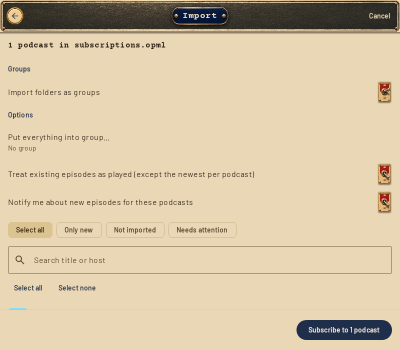 Import
Cancel
1 podcast in subscriptions.opml
Groups
Import folders as groups
Options
Put everything into group...
No group
Treat existing episodes as played (except the newest per podcast)
Notify me about new episodes for these podcasts
Select all Only new Not imported Needs attention
Search title or host
Select all Select none
Subscribe to 1 podcast